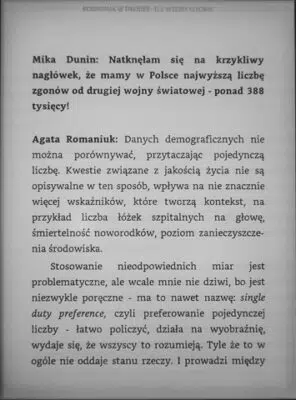 Mika Dunin: Natknęłam się na krzykliwy
nagłówek, że mamy w Polsce najwyższą liczbę
zgonów od drugiej wojny światowej - ponad 388
tysięcy!
Agata Romaniuk: Danych demograficznych nie
można porównywać, przytaczając pojedynczą
liczbę. Kwestie związane z jakością życia nie są
opisywalne w ten sposób, wpływa na nie znacznie
więcej wskaźników, które tworzą kontekst, na
przykład liczba łóżek szpitalnych na głowę,
śmiertelność noworodków, poziom zanieczyszcze-
nia środowiska.
Stosowanie nieodpowiednich miar jest
problematyczne, ale wcale mnie nie dziwi, bo jest
niezwykle poręczne - ma to nawet nazwę: single
duty preference, czyli preferowanie pojedynczej
liczby - łatwo policzyć, działa na wyobraźnię,
wydaje się, że wszyscy to rozumieją. Tyle że to w
ogóle nie oddaje stanu rzeczy. I prowadzi między